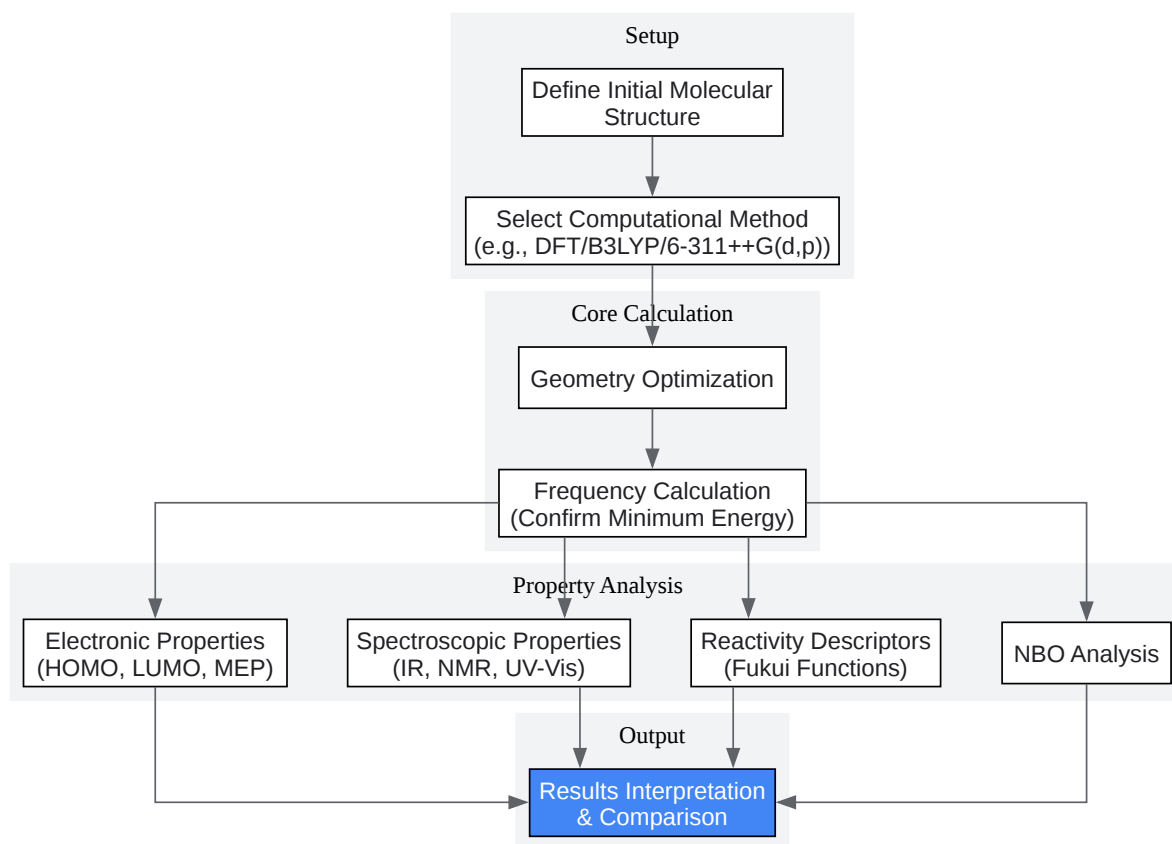 Setup
Define Initial Molecular
Structure
Select Computational Method
(e.g., DFT/B3LYP/6-311++G(d,p))
Core Calculation
Geometry Optimization
Frequency Calculation
(Confirm Minimum Energy)
Property Analysis
Electronic Properties
(HOMO, LUMO, MEP)
Spectroscopic Properties
(IR, NMR, UV-Vis)
Reactivity Descriptors
(Fukui Functions)
NBO Analysis
Output
Results Interpretation
& Comparison